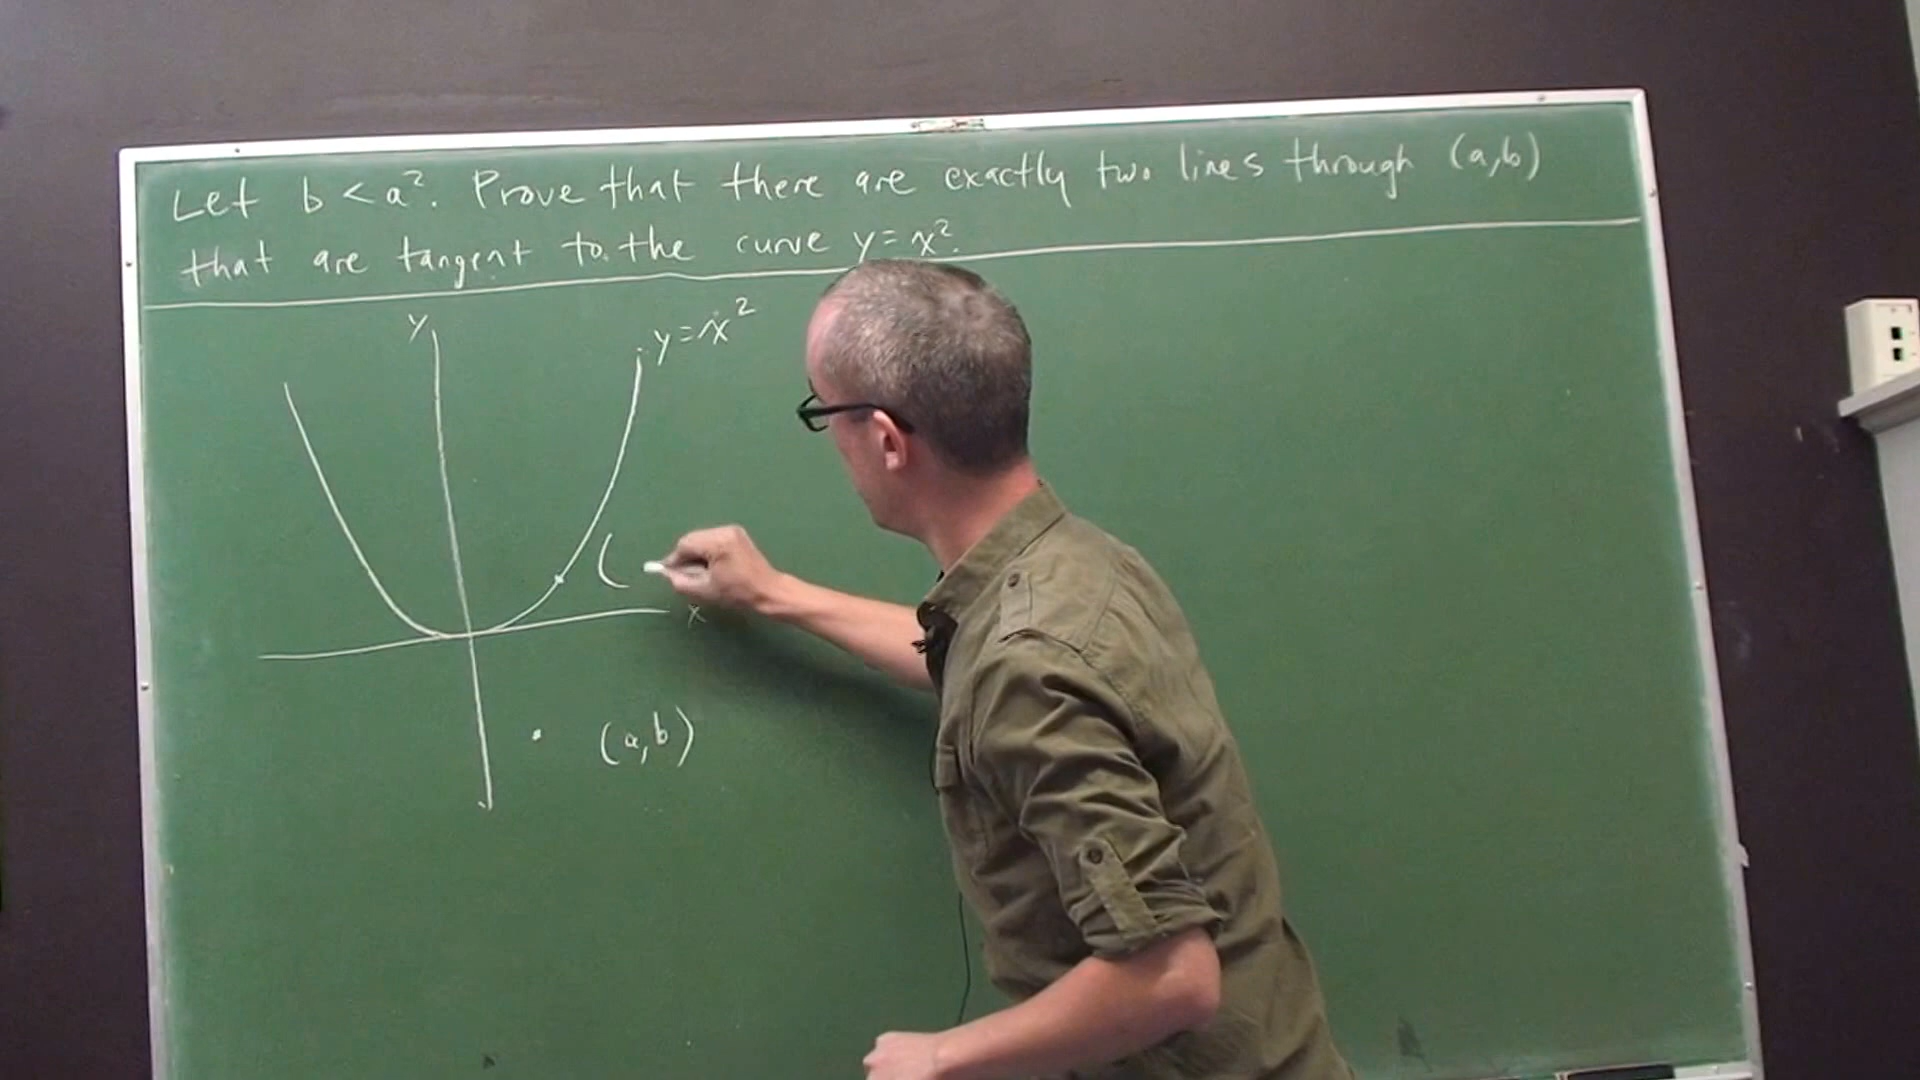 Let b < a². Prove that there are exactly two lines through (a,b)
that are tangent to the curve y = x².
y
y = x²
(
x
(a,b)